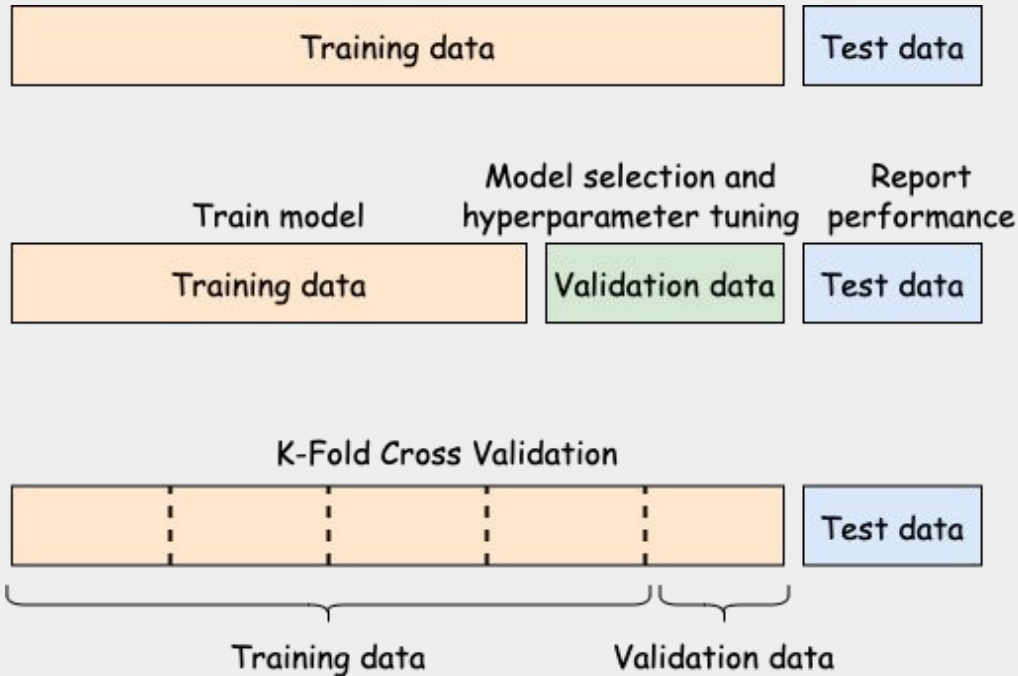 Training data
Test data
Model selection and
hyperparameter tuning
Report
performance
Train model
Training data
Validation data
Test data
K-Fold Cross Validation
Test data
Training data
Validation data